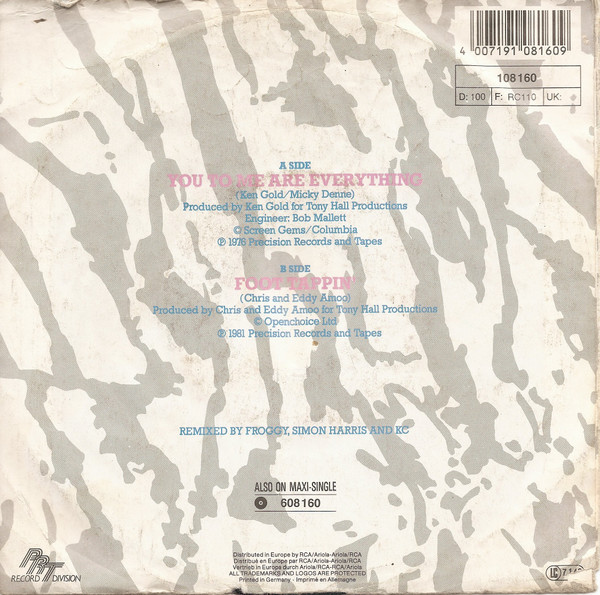 4 007191 081609
108160
D: 100 F: RC110 UK:
A SIDE
YOU TO ME ARE EVERYTHING
(Ken Gold/Micky Denne)
Produced by Ken Gold for Tony Hall Productions
Engineer: Bob Mallett
© Screen Gems/Columbia
℗ 1976 Precision Records and Tapes
B SIDE
FOOT TAPPIN'
(Chris and Eddy Amoo)
Produced by Chris and Eddy Amoo for Tony Hall Productions
© Openchoice Ltd
℗ 1981 Precision Records and Tapes
REMIXED BY FROGGY, SIMON HARRIS AND KC
ALSO ON MAXI-SINGLE
608160
PRT
RECORD DIVISION
Distributed in Europe by RCA/Ariola-Ariola/RCA
Distribué en Europe par RCA/Ariola-Ariola/RCA
Vertrieb in Europe durch Ariola/RCA-RCA/Ariola
ALL TRADEMARKS AND LOGOS ARE PROTECTED
Printed in Germany - Imprimé en Allemagne
LC